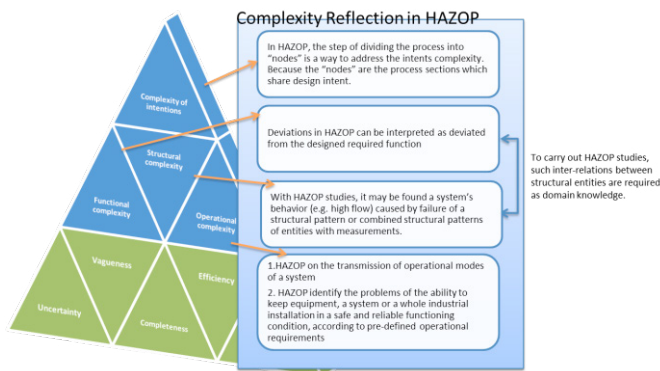 Complexity Reflection in HAZOP
In HAZOP, the step of dividing the process into
"nodes" is a way to address the intents complexity.
Because the "nodes" are the process sections which
share design intent.
Complexity of
intentions
Deviations in HAZOP can be interpreted as deviated
from the designed required function
Structural
complexity
To carry out HAZOP studies,
such inter-relations between
structural entities are required
as domain knowledge.
Functional
complexity
Operational
complexity
With HAZOP studies, it may be found a system's
behavior (e.g. high flow) caused by failure of a
structural pattern or combined structural patterns
of entities with measurements.
1.HAZOP on the transmission of operational modes
of a system
2. HAZOP identify the problems of the ability to
keep equipment, a system or a whole industrial
installation in a safe and reliable functioning
condition, according to pre-defined operational
requirements
Vagueness
Efficiency
Uncertainty
Completeness